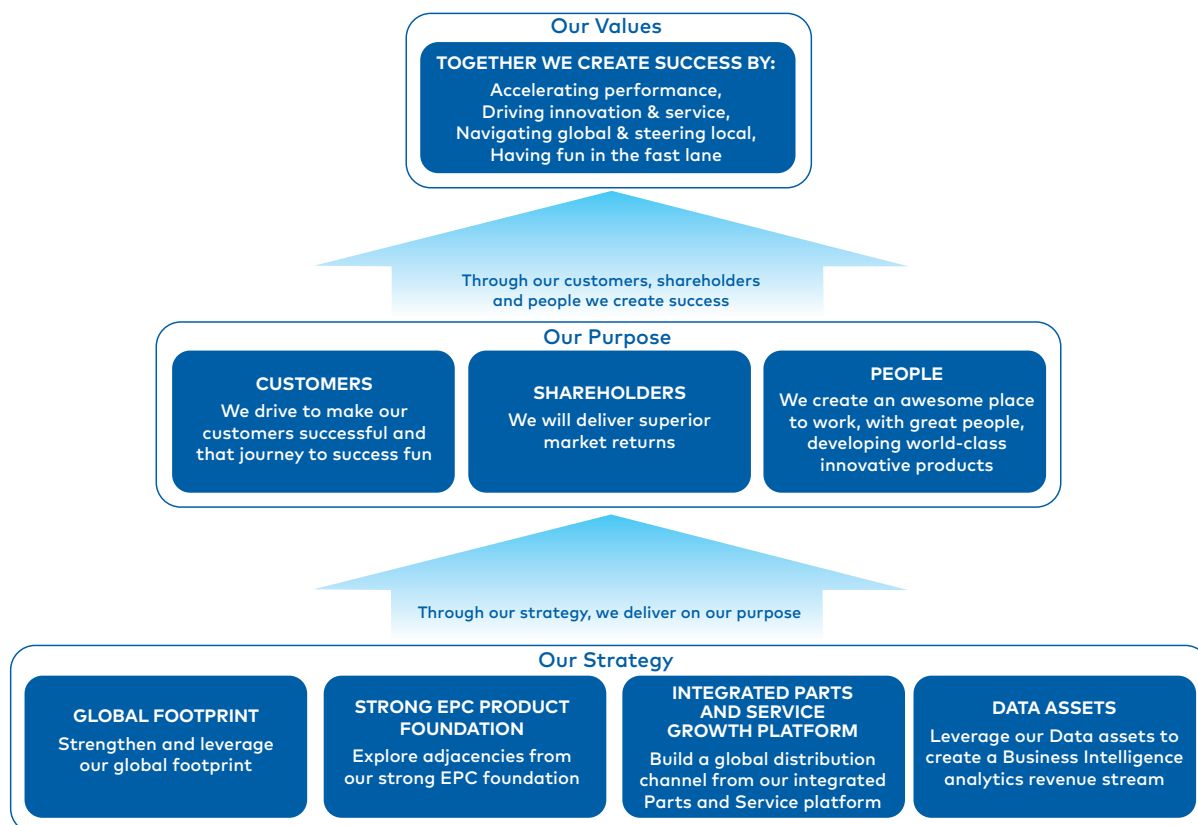 Our Values
TOGETHER WE CREATE SUCCESS BY:
Accelerating performance,
Driving innovation & service,
Navigating global & steering local,
Having fun in the fast lane
Through our customers, shareholders
and people we create success
Our Purpose
CUSTOMERS
We drive to make our
customers successful and
that journey to success fun
SHAREHOLDERS
We will deliver superior
market returns
PEOPLE
We create an awesome place
to work, with great people,
developing world-class
innovative products
Through our strategy, we deliver on our purpose
Our Strategy
GLOBAL FOOTPRINT
Strengthen and leverage
our global footprint
STRONG EPC PRODUCT
FOUNDATION
Explore adjacencies from
our strong EPC foundation
INTEGRATED PARTS
AND SERVICE
GROWTH PLATFORM
Build a global distribution
channel from our integrated
Parts and Service platform
DATA ASSETS
Leverage our Data assets to
create a Business Intelligence
analytics revenue stream